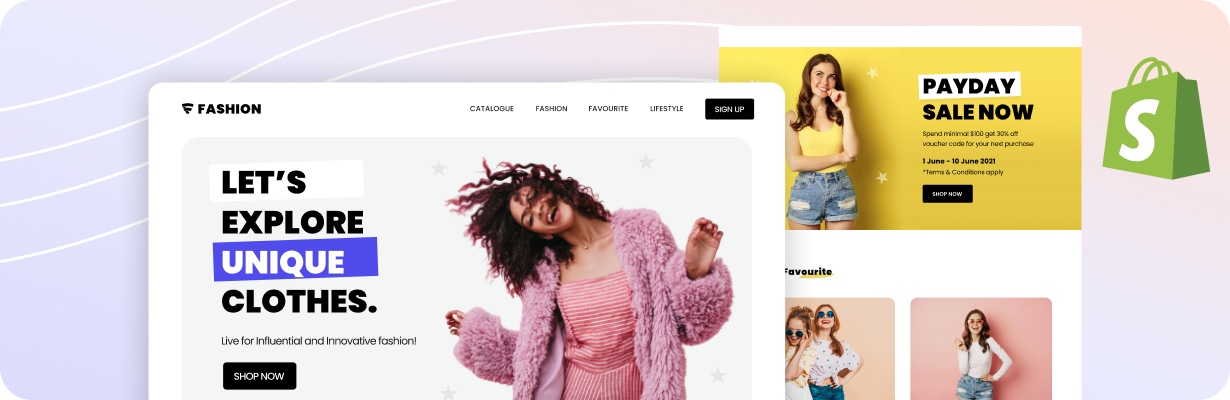 FASHION
CATALOGUE FASHION FAVOURITE LIFESTYLE SIGN UP
LET'S
EXPLORE
UNIQUE
CLOTHES.
Live for Influential and Innovative fashion!
SHOP NOW
PAYDAY
SALE NOW
Spend minimal $100 get 30% off
voucher code for your next purchase
1 June - 10 June 2021
*Terms & Conditions apply
SHOP NOW
Favourite
S